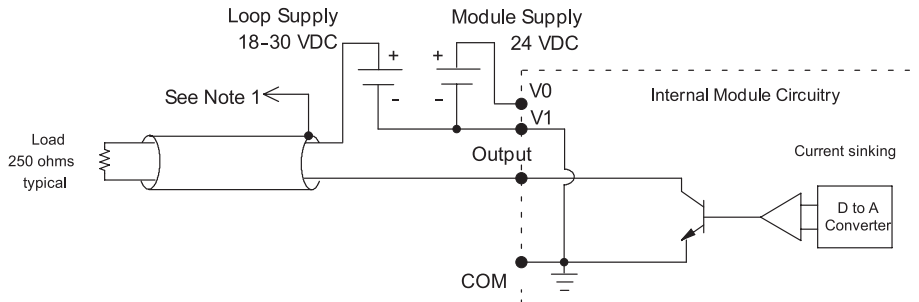 Loop Supply
18-30 VDC
Module Supply
24 VDC
+
-
+
-
See Note 1
V0
V1
Internal Module Circuitry
Load
250 ohms
typical
Output
Current sinking
D to A
Converter
COM